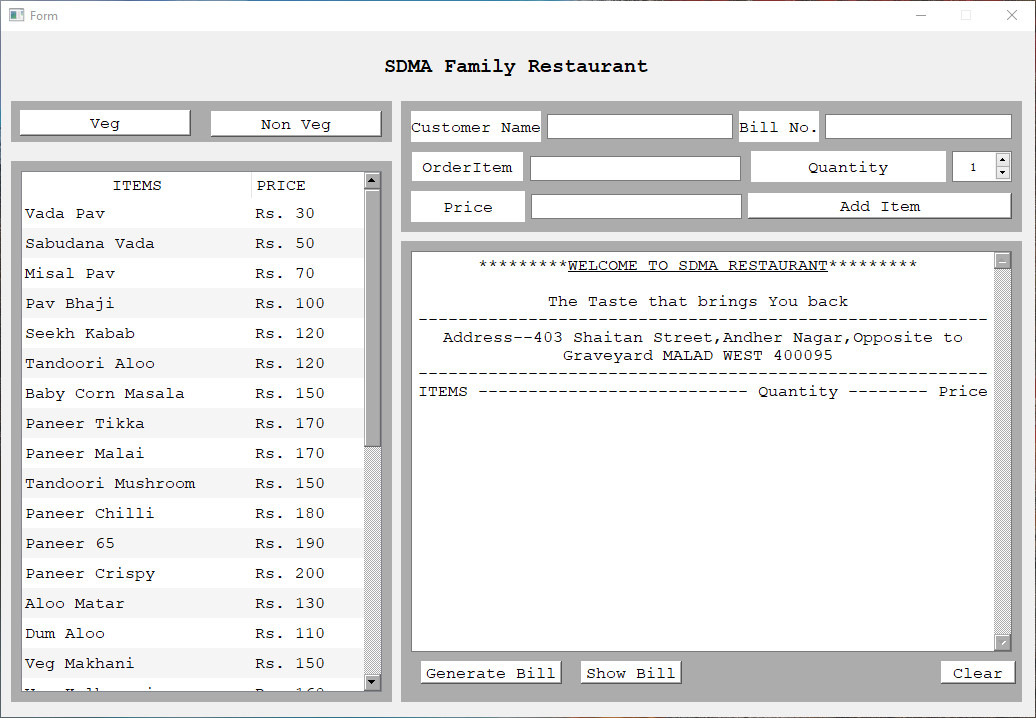 Form
SDMA Family Restaurant
Veg
Non Veg
ITEMS PRICE
Vada Pav Rs. 30
Sabudana Vada Rs. 50
Misal Pav Rs. 70
Pav Bhaji Rs. 100
Seekh Kabab Rs. 120
Tandoori Aloo Rs. 120
Baby Corn Masala Rs. 150
Paneer Tikka Rs. 170
Paneer Malai Rs. 170
Tandoori Mushroom Rs. 150
Paneer Chilli Rs. 180
Paneer 65 Rs. 190
Paneer Crispy Rs. 200
Aloo Matar Rs. 130
Dum Aloo Rs. 110
Veg Makhani Rs. 150
Customer Name
Bill No.
OrderItem
Quantity 1
Price
Add Item
*********WELCOME TO SDMA RESTAURANT*********
The Taste that brings You back
---------------------------------------------------------
Address--403 Shaitan Street,Andher Nagar,Opposite to
Graveyard MALAD WEST 400095
---------------------------------------------------------
ITEMS --------------------------- Quantity -------- Price
Generate Bill
Show Bill
Clear